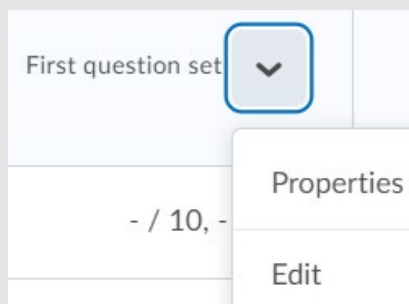 First question set
Properties
- / 10, -
Edit